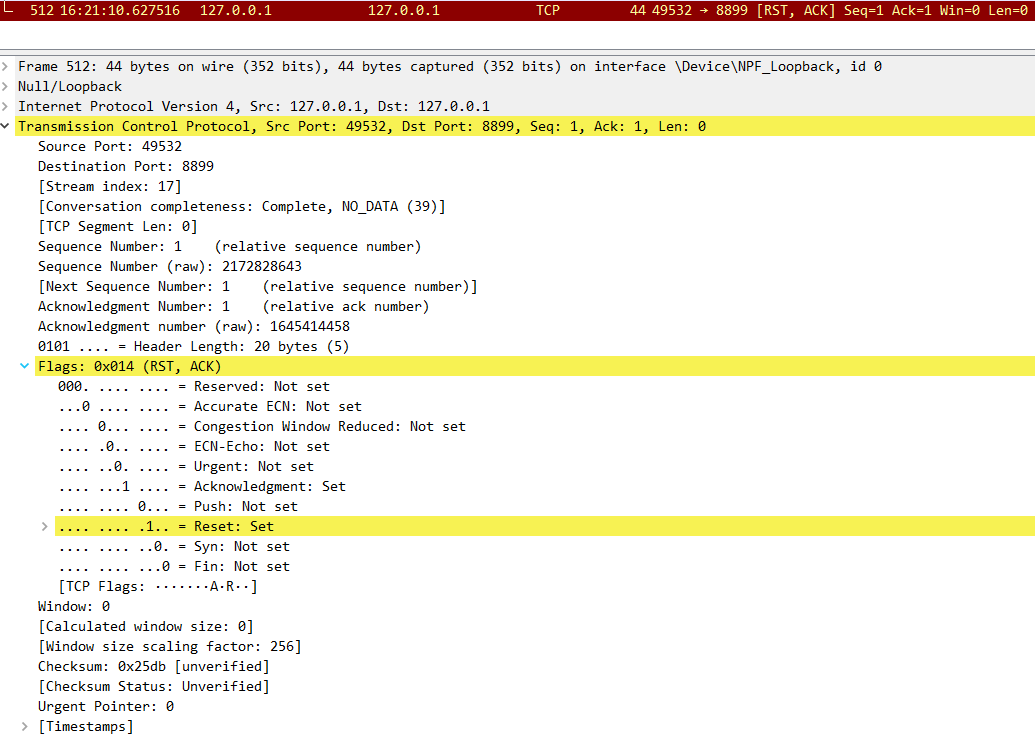 512 16:21:10.627516 127.0.0.1 127.0.0.1 TCP 44 49532 → 8899 [RST, ACK] Seq=1 Ack=1 Win=0 Len=0
Frame 512: 44 bytes on wire (352 bits), 44 bytes captured (352 bits) on interface \Device\NPF_Loopback, id 0
Null/Loopback
Internet Protocol Version 4, Src: 127.0.0.1, Dst: 127.0.0.1
Transmission Control Protocol, Src Port: 49532, Dst Port: 8899, Seq: 1, Ack: 1, Len: 0
Source Port: 49532
Destination Port: 8899
[Stream index: 17]
[Conversation completeness: Complete, NO_DATA (39)]
[TCP Segment Len: 0]
Sequence Number: 1    (relative sequence number)
Sequence Number (raw): 2172828643
[Next Sequence Number: 1    (relative sequence number)]
Acknowledgment Number: 1    (relative ack number)
Acknowledgment number (raw): 1645414458
0101 .... = Header Length: 20 bytes (5)
Flags: 0x014 (RST, ACK)
000. .... .... = Reserved: Not set
...0 .... .... = Accurate ECN: Not set
.... 0... .... = Congestion Window Reduced: Not set
.... .0.. .... = ECN-Echo: Not set
.... ..0. .... = Urgent: Not set
.... ...1 .... = Acknowledgment: Set
.... .... 0... = Push: Not set
.... .... .1.. = Reset: Set
.... .... ..0. = Syn: Not set
.... .... ...0 = Fin: Not set
[TCP Flags: ·······A·R··]
Window: 0
[Calculated window size: 0]
[Window size scaling factor: 256]
Checksum: 0x25db [unverified]
[Checksum Status: Unverified]
Urgent Pointer: 0
[Timestamps]